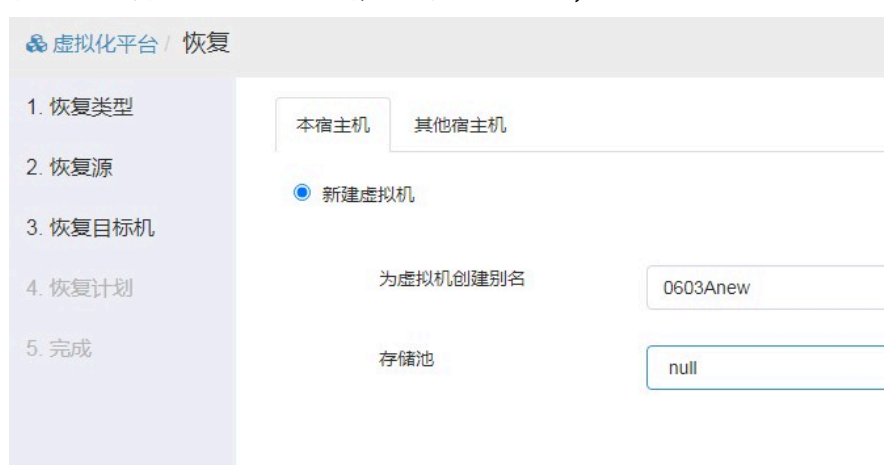 虚拟化平台 / 恢复
1. 恢复类型
2. 恢复源
3. 恢复目标机
4. 恢复计划
5. 完成
本宿主机 其他宿主机
新建虚拟机
为虚拟机创建别名 0603Anew
存储池 null